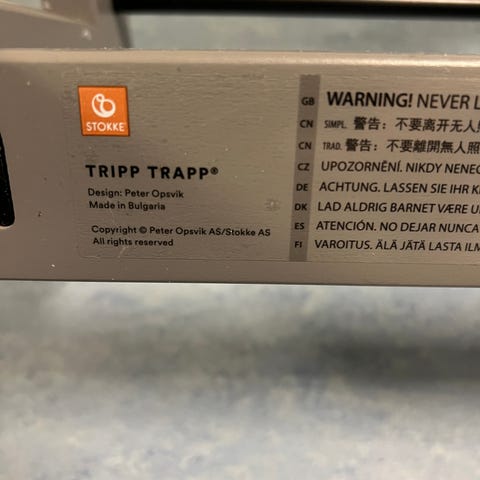 STOKKE
TRIPP TRAPP®
Design: Peter Opsvik
Made in Bulgaria
Copyright © Peter Opsvik AS/Stokke AS
All rights reserved
GB WARNING! NEVER L
CN SIMPL. 警告：不要离开无人
CN TRAD. 警告：不要離開無人照
CZ UPOZORNĚNÍ. NIKDY NENEC
DE ACHTUNG. LASSEN SIE IHR K
DK LAD ALDRIG BARNET VÆRE U
ES ATENCIÓN. NO DEJAR NUNCA
FI VAROITUS. ÄLÄ JÄTÄ LASTA ILM